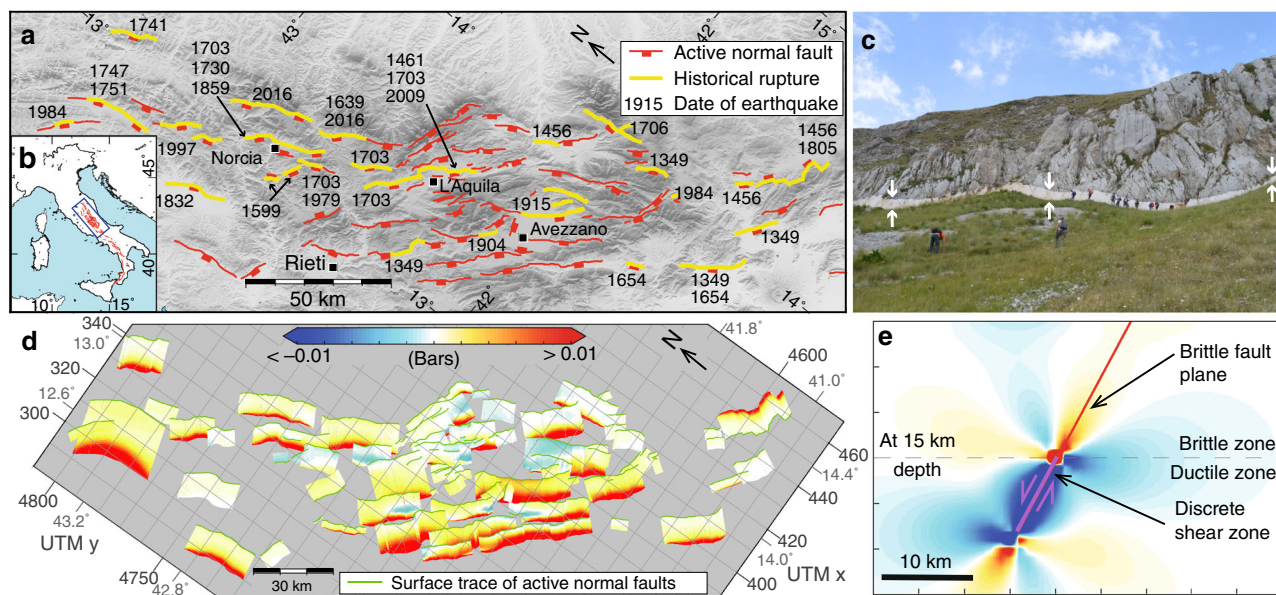 a
13°
1741
43°
14°
15°
N
Active normal fault
Historical rupture
1915 Date of earthquake
1703
1730
1859
1461
1703
2009
1747
1751
1984
2016
1639
2016
1456
1706
1456
1805
1997
Norcia
1703
1349
L'Aquila
1984
1599
1703
1979
1703
1915
1456
1832
1904
Avezzano
1349
Rieti
1349
1654
1349
1654
50 km
13°
42°
14°
b
45°
40°
10°
15°
c
d
340
13.0°
320
12.6°
300
< −0.01
(Bars)
> 0.01
N
41.8°
4600
41.0°
460
14.4°
440
420
14.0°
400
UTM x
4800
43.2°
UTM y
4750
42.8°
30 km
Surface trace of active normal faults
e
Brittle fault
plane
At 15 km
depth
Brittle zone
Ductile zone
Discrete
shear zone
10 km